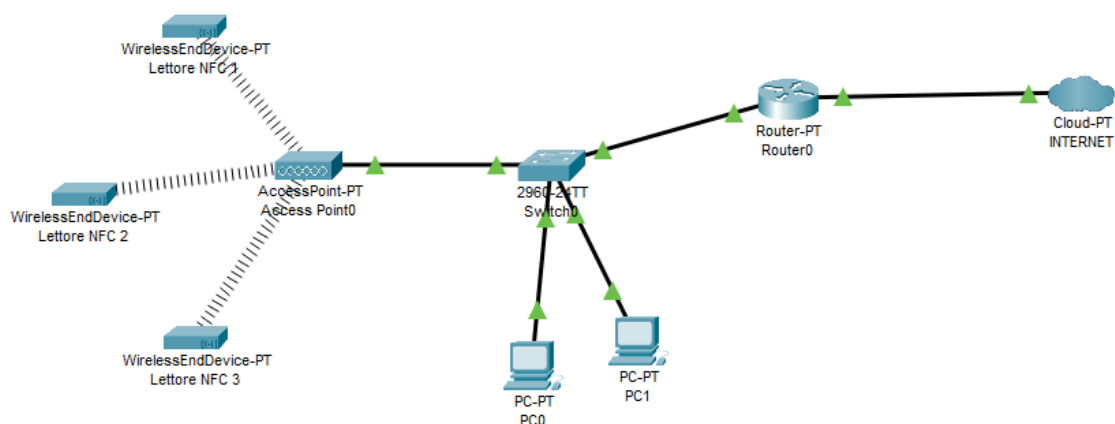 WirelessEndDevice-PT
Lettore NFC 1
WirelessEndDevice-PT
Lettore NFC 2
WirelessEndDevice-PT
Lettore NFC 3
AccessPoint-PT
Access Point0
2960-24TT
Switch0
PC-PT
PC0
PC-PT
PC1
Router-PT
Router0
Cloud-PT
INTERNET